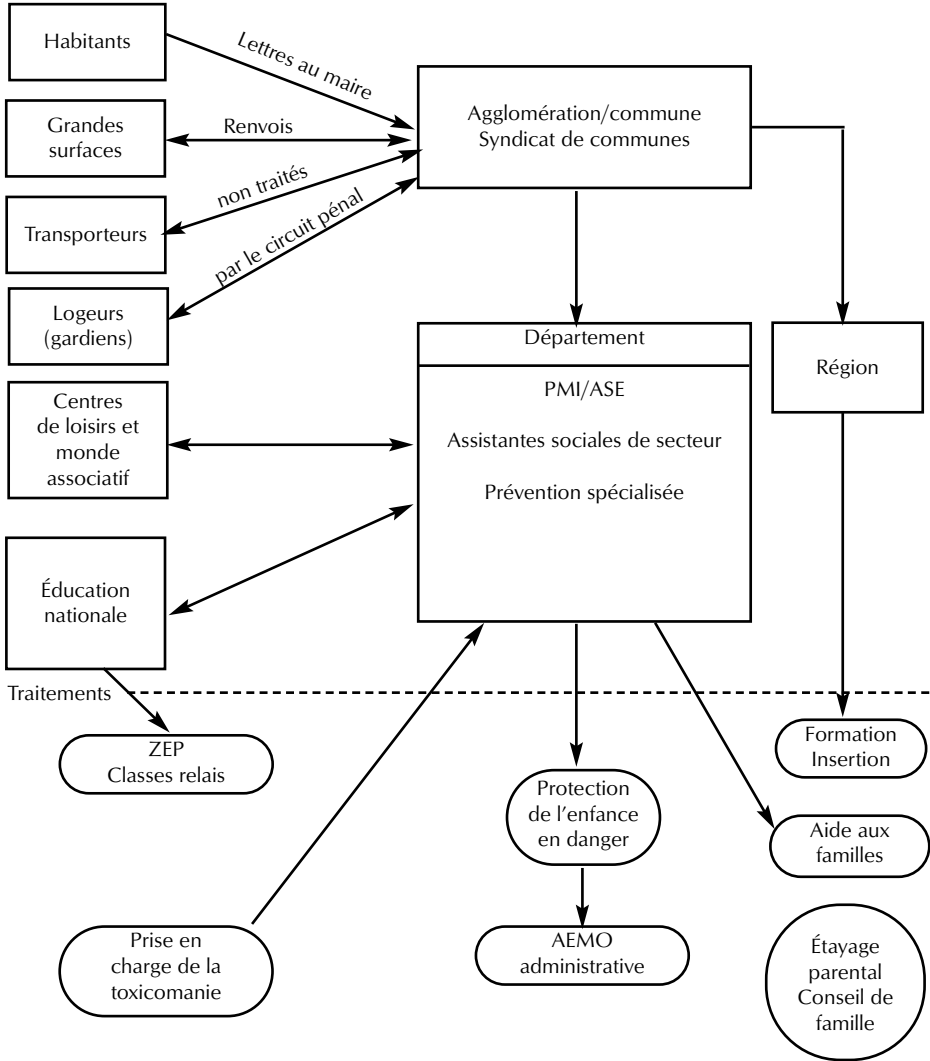 Habitants
Lettres au maire
Grandes
surfaces
Renvois
Agglomération/commune
Syndicat de communes
non traités
Transporteurs
par le circuit pénal
Logeurs
(gardiens)
Département
Région
PMI/ASE
Assistantes sociales de secteur
Prévention spécialisée
Centres
de loisirs et
monde
associatif
Éducation
nationale
Traitements
ZEP
Classes relais
Formation
Insertion
Protection
de l'enfance
en danger
Aide aux
familles
Prise en
charge de la
toxicomanie
AEMO
administrative
Étayage
parental
Conseil de
famille